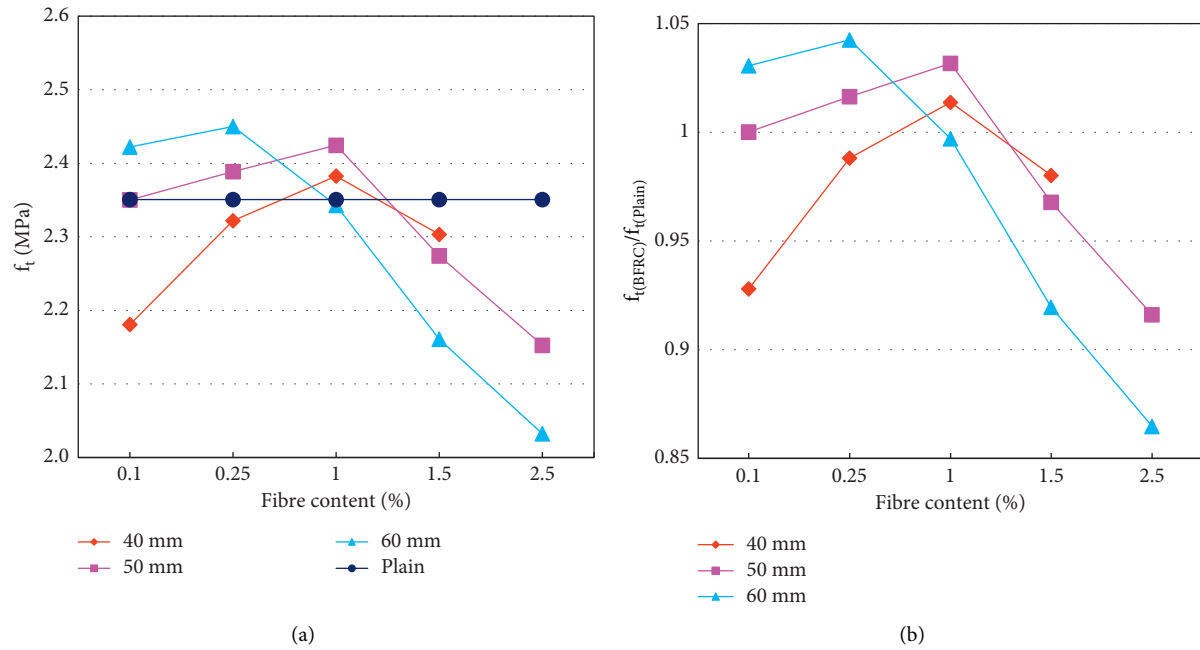 2.6
2.5
2.4
2.3
2.2
2.1
2.0
f_t (MPa)
0.1 0.25 1 1.5 2.5
Fibre content (%)
40 mm
50 mm
60 mm
Plain
(a)
1.05
1
0.95
0.9
0.85
f_t(BFRC)/f_t(Plain)
0.1 0.25 1 1.5 2.5
Fibre content (%)
40 mm
50 mm
60 mm
(b)